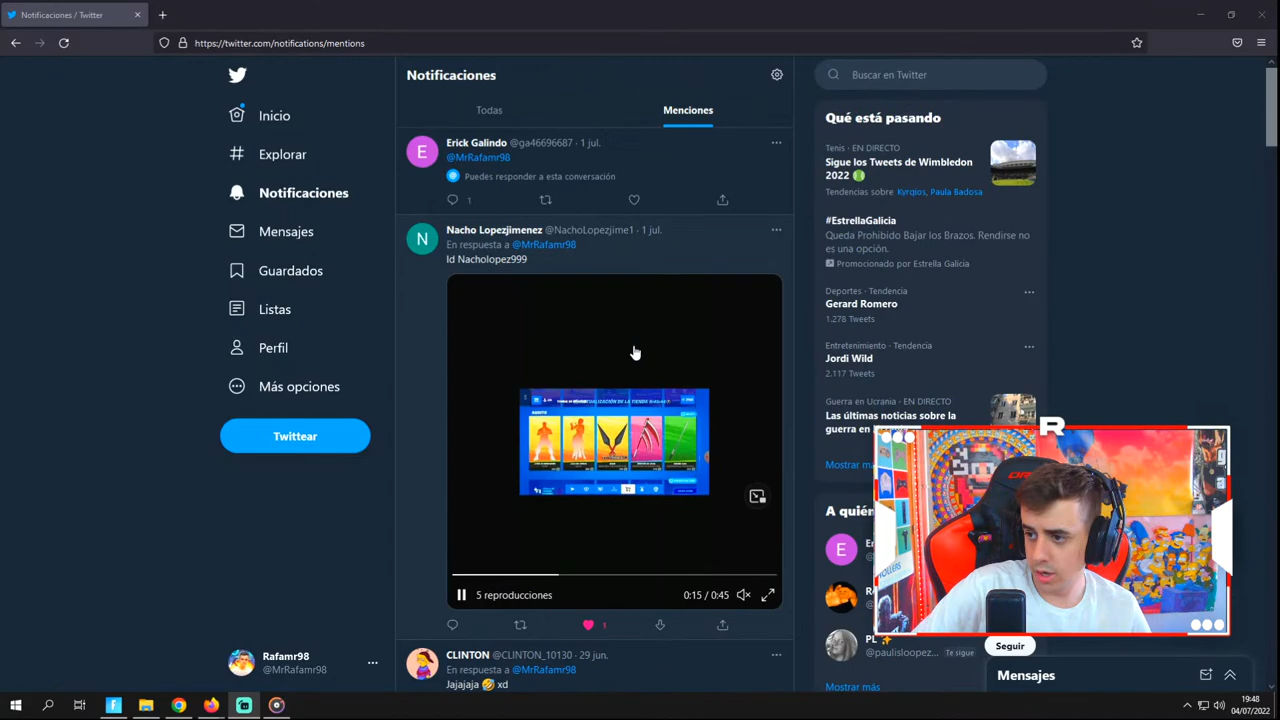 Notificaciones / Twitter
https://twitter.com/notifications/mentions
Inicio
Explorar
Notificaciones
Mensajes
Guardados
Listas
Perfil
Más opciones
Twittear
Rafamr98
@MrRafamr98
Notificaciones
Todas
Menciones
E
Erick Galindo @ga46696687 · 1 jul.
@MrRafamr98
Puedes responder a esta conversación
1
N
Nacho Lopezjimenez @NachoLopezjime1 · 1 jul.
En respuesta a @MrRafamr98
Id Nacholopez999
5 reproducciones
0:15 / 0:45
1
CLINTON @CLINTON_10130 · 29 jun.
En respuesta a @MrRafamr98
Jajajaja 🤣 xd
Buscar en Twitter
Qué está pasando
Tenis · EN DIRECTO
Sigue los Tweets de Wimbledon
2022
Tendencias sobre Kyrgios, Paula Badosa
#EstrellaGalicia
Queda Prohibido Bajar los Brazos. Rendirse no
es una opción.
Promocionado por Estrella Galicia
Deportes · Tendencia
Gerard Romero
1.278 Tweets
Entretenimiento · Tendencia
Jordi Wild
2.117 Tweets
Guerra en Ucrania · EN DIRECTO
Las últimas noticias sobre la
guerra en
Mostrar
A quién
E
PL ✨
@paulisloopez... Te sigue
Seguir
Mostrar más
Mensajes
R
19:48
04/07/2022